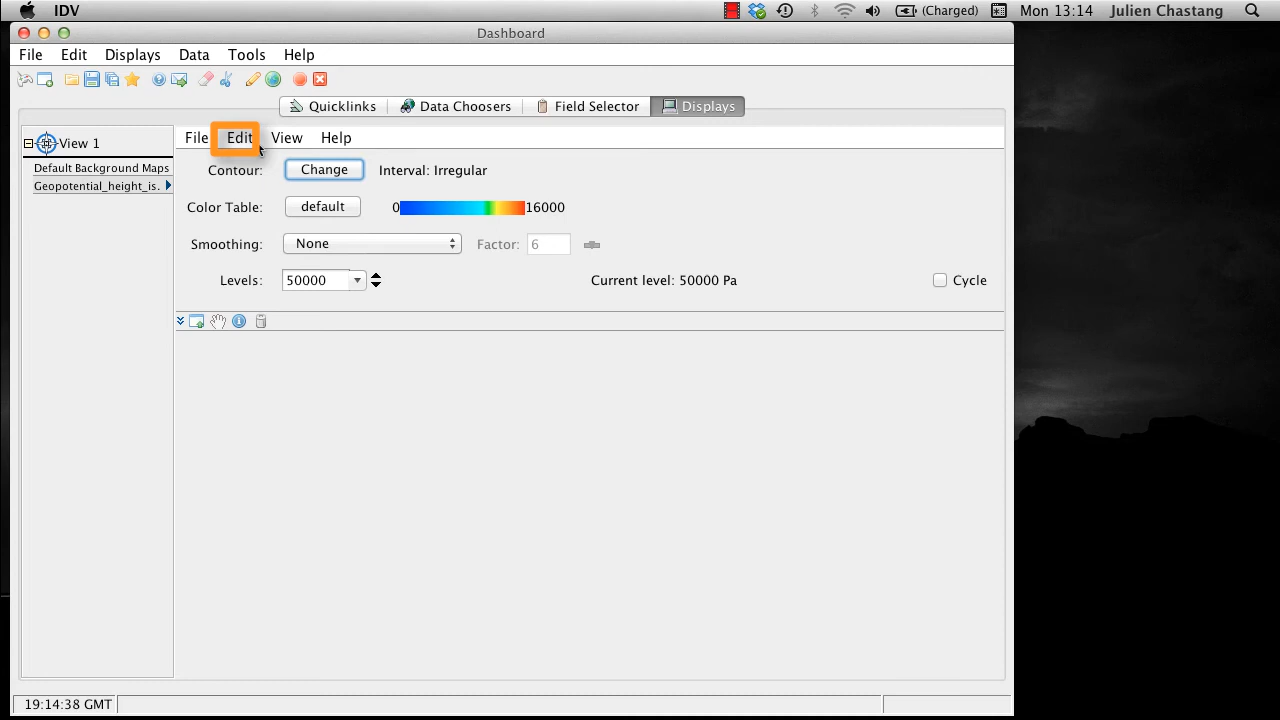 IDV (Charged) Mon 13:14 Julien Chastang
Dashboard
File Edit Displays Data Tools Help
Quicklinks Data Choosers Field Selector Displays
View 1
Default Background Maps
Geopotential_height_is.
File Edit View Help
Contour: Change Interval: Irregular
Color Table: default 0 16000
Smoothing: None Factor: 6
Levels: 50000 Current level: 50000 Pa Cycle
19:14:38 GMT